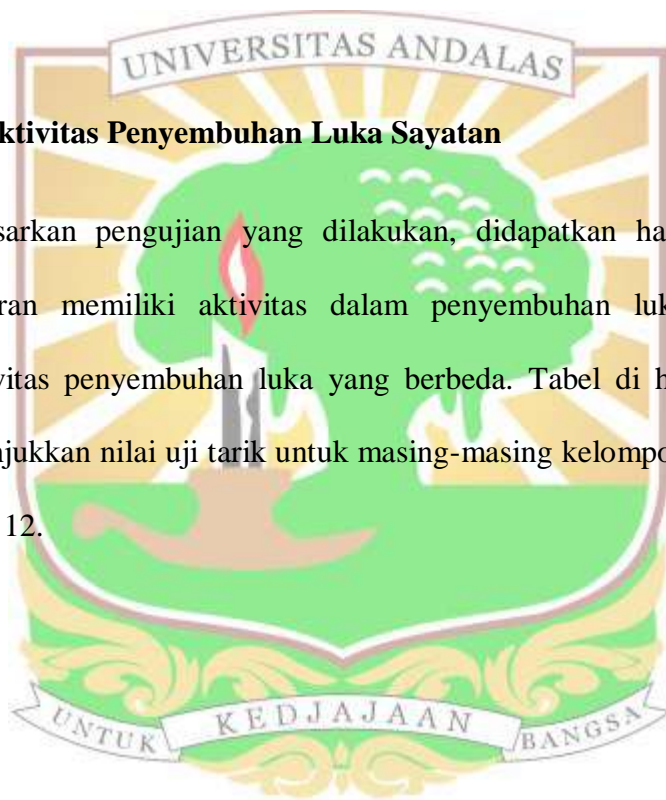 UNIVERSITAS ANDALAS
ktivitas Penyembuhan Luka Sayatan
sarkan pengujian yang dilakukan, didapatkan ha
ran memiliki aktivitas dalam penyembuhan luk
vitas penyembuhan luka yang berbeda. Tabel di h
njukkan nilai uji tarik untuk masing-masing kelompo
12.
UNTUK KEDJAJAAN BANGSA